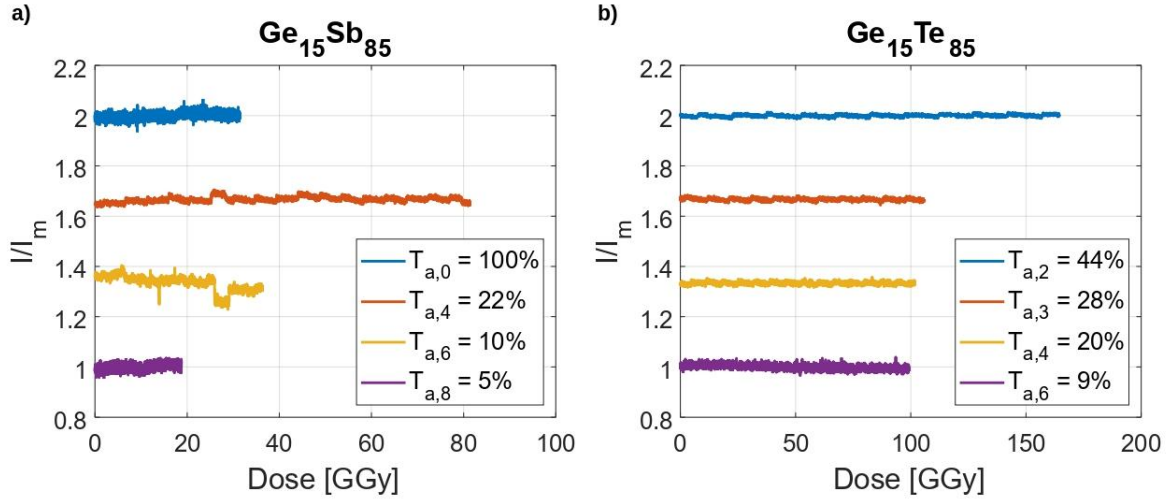 a)
Ge15Sb85
2.2
2
1.8
1.6
1.4
1.2
1
0.8
I/Im
0 20 40 60 80 100
Dose [GGy]
Ta,0 = 100%
Ta,4 = 22%
Ta,6 = 10%
Ta,8 = 5%
b)
Ge15Te85
2.2
2
1.8
1.6
1.4
1.2
1
0.8
I/Im
0 50 100 150 200
Dose [GGy]
Ta,2 = 44%
Ta,3 = 28%
Ta,4 = 20%
Ta,6 = 9%